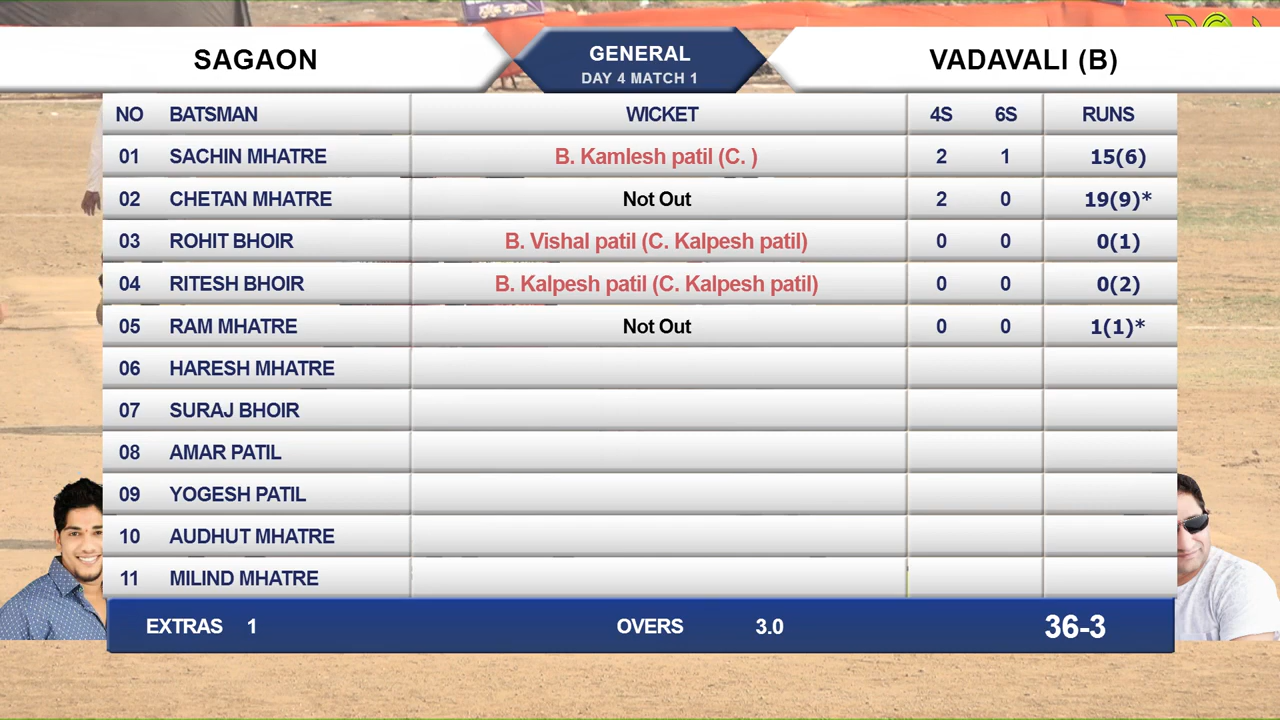 SAGAON GENERAL VADAVALI (B)
DAY 4 MATCH 1
NO BATSMAN WICKET 4S 6S RUNS
01 SACHIN MHATRE B. Kamlesh patil (C. ) 2 1 15(6)
02 CHETAN MHATRE Not Out 2 0 19(9)*
03 ROHIT BHOIR B. Vishal patil (C. Kalpesh patil) 0 0 0(1)
04 RITESH BHOIR B. Kalpesh patil (C. Kalpesh patil) 0 0 0(2)
05 RAM MHATRE Not Out 0 0 1(1)*
06 HARESH MHATRE
07 SURAJ BHOIR
08 AMAR PATIL
09 YOGESH PATIL
10 AUDHUT MHATRE
11 MILIND MHATRE
EXTRAS 1 OVERS 3.0 36-3